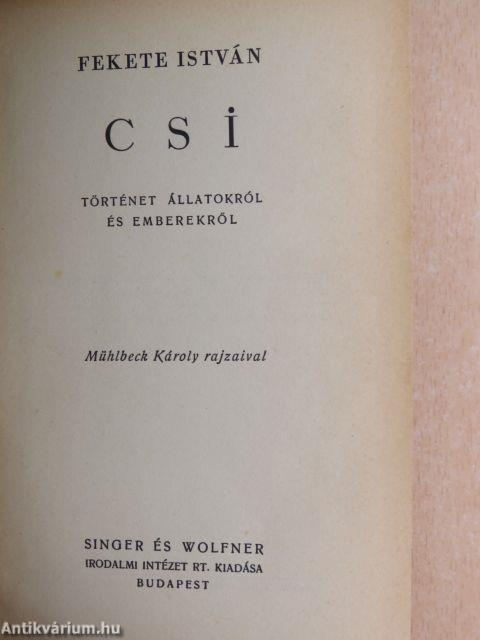 FEKETE ISTVÁN
CSİ
TÖRTÉNET ÁLLATOKRÓL
ÉS EMBEREKRŐL
Mühlbeck Károly rajzaival
SINGER ÉS WOLFNER
IRODALMI INTÉZET RT. KIADÁSA
BUDAPEST
Antikvárium.hu